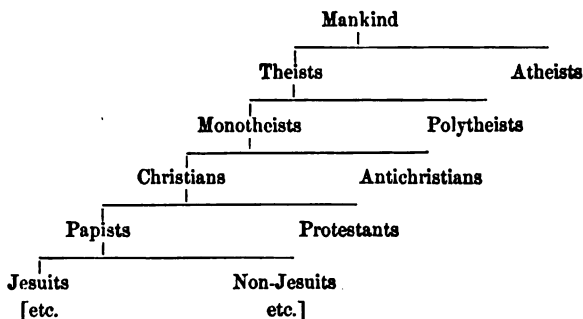 Mankind
Theists Atheists
Monotheists Polytheists
Christians Antichristians
Papists Protestants
Jesuits Non-Jesuits
[etc. etc.]